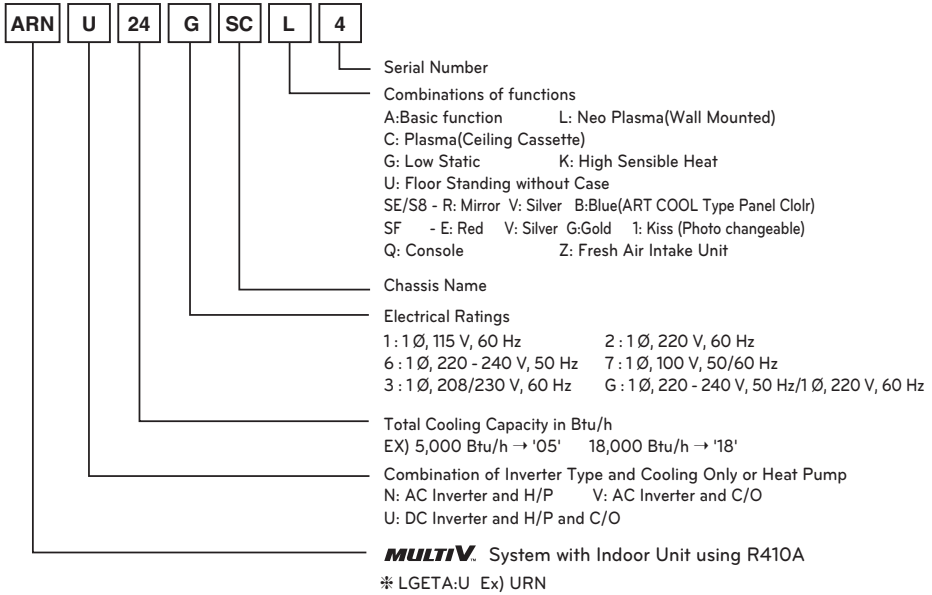 ARN U 24 G SC L 4
Serial Number
Combinations of functions
A:Basic function L: Neo Plasma(Wall Mounted)
C: Plasma(Ceiling Cassette)
G: Low Static K: High Sensible Heat
U: Floor Standing without Case
SE/S8 - R: Mirror V: Silver B:Blue(ART COOL Type Panel Clolr)
SF - E: Red V: Silver G:Gold 1: Kiss (Photo changeable)
Q: Console Z: Fresh Air Intake Unit
Chassis Name
Electrical Ratings
1 : 1 Ø, 115 V, 60 Hz 2 : 1 Ø, 220 V, 60 Hz
6 : 1 Ø, 220 - 240 V, 50 Hz 7 : 1 Ø, 100 V, 50/60 Hz
3 : 1 Ø, 208/230 V, 60 Hz G : 1 Ø, 220 - 240 V, 50 Hz/1 Ø, 220 V, 60 Hz
Total Cooling Capacity in Btu/h
EX) 5,000 Btu/h → '05' 18,000 Btu/h → '18'
Combination of Inverter Type and Cooling Only or Heat Pump
N: AC Inverter and H/P V: AC Inverter and C/O
U: DC Inverter and H/P and C/O
MULTI V™ System with Indoor Unit using R410A
❈ LGETA:U Ex) URN